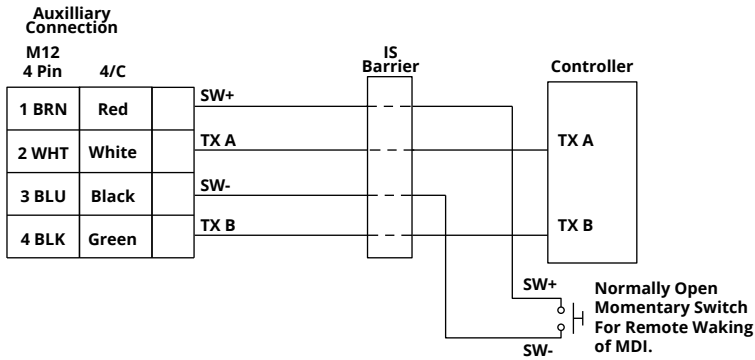 Auxilliary
Connection
M12
4 Pin
4/C
IS
Barrier
Controller
1 BRN Red SW+
2 WHT White TX A TX A
3 BLU Black SW-
4 BLK Green TX B TX B
SW+
Normally Open
Momentary Switch
For Remote Waking
of MDI.
SW-